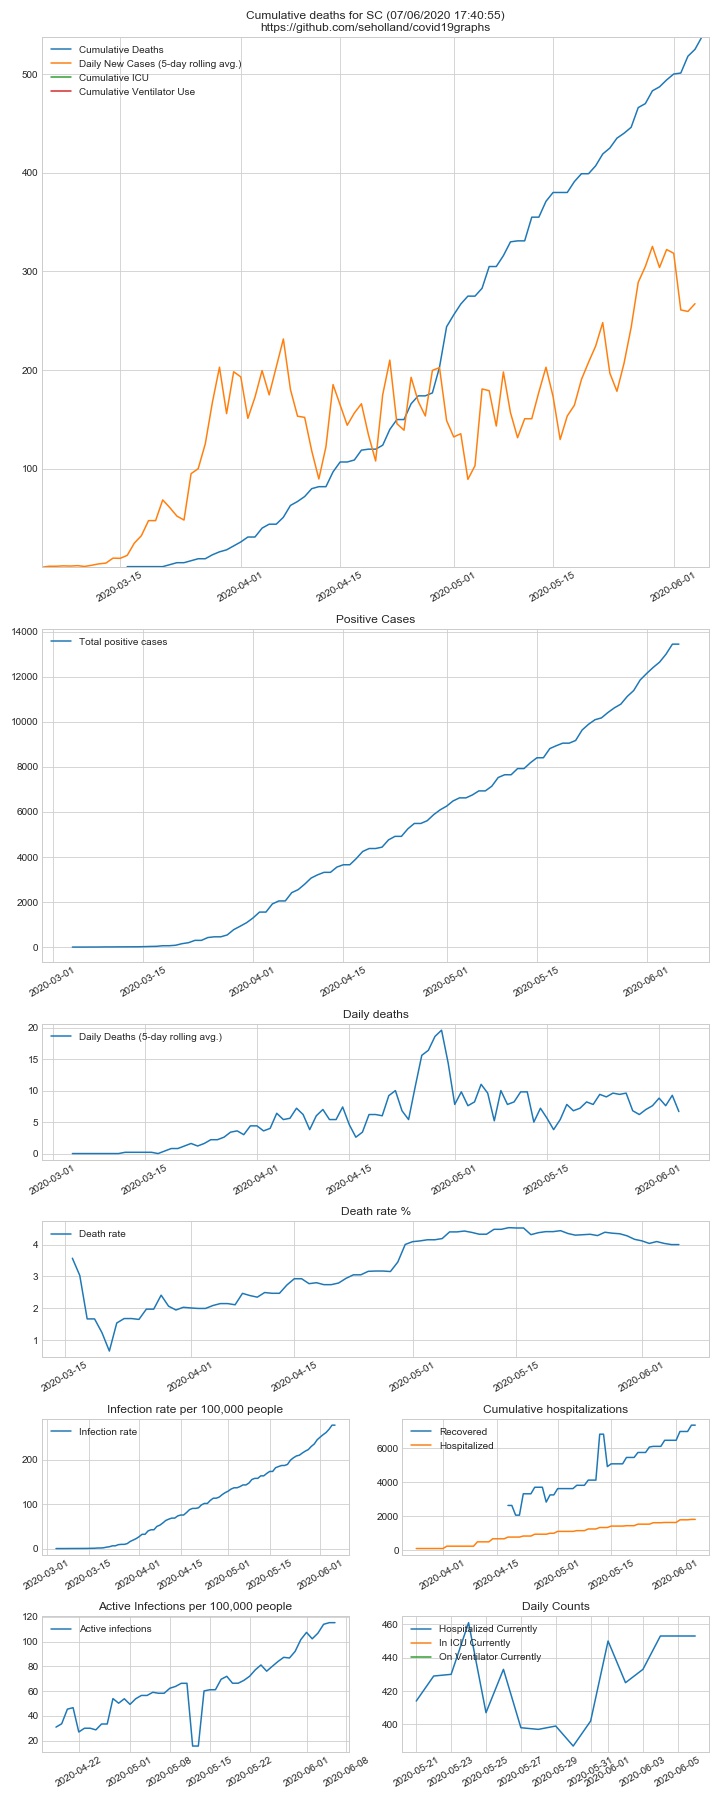 Cumulative deaths for SC (07/06/2020 17:40:55)
https://github.com/seholland/covid19graphs
Cumulative Deaths
Daily New Cases (5-day rolling avg.)
Cumulative ICU
Cumulative Ventilator Use
500
400
300
200
100
2020-03-15 2020-04-01 2020-04-15 2020-05-01 2020-05-15 2020-06-01
Positive Cases
Total positive cases
14000
12000
10000
8000
6000
4000
2000
0
2020-03-01 2020-03-15 2020-04-01 2020-04-15 2020-05-01 2020-05-15 2020-06-01
Daily deaths
Daily Deaths (5-day rolling avg.)
20
15
10
5
0
2020-03-01 2020-03-15 2020-04-01 2020-04-15 2020-05-01 2020-05-15 2020-06-01
Death rate %
Death rate
4
3
2
1
2020-03-15 2020-04-01 2020-04-15 2020-05-01 2020-05-15 2020-06-01
Infection rate per 100,000 people
Infection rate
200
100
0
2020-03-01 2020-03-15 2020-04-01 2020-04-15 2020-05-01 2020-05-15 2020-06-01
Cumulative hospitalizations
Recovered
Hospitalized
6000
4000
2000
0
2020-04-01 2020-04-15 2020-05-01 2020-05-15 2020-06-01
Active Infections per 100,000 people
Active infections
120
100
80
60
40
20
2020-04-22 2020-05-01 2020-05-08 2020-05-15 2020-05-22 2020-06-01 2020-06-08
Daily Counts
Hospitalized Currently
In ICU Currently
On Ventilator Currently
460
440
420
400
2020-05-21 2020-05-23 2020-05-25 2020-05-27 2020-05-29 2020-05-31 2020-06-01 2020-06-03 2020-06-05